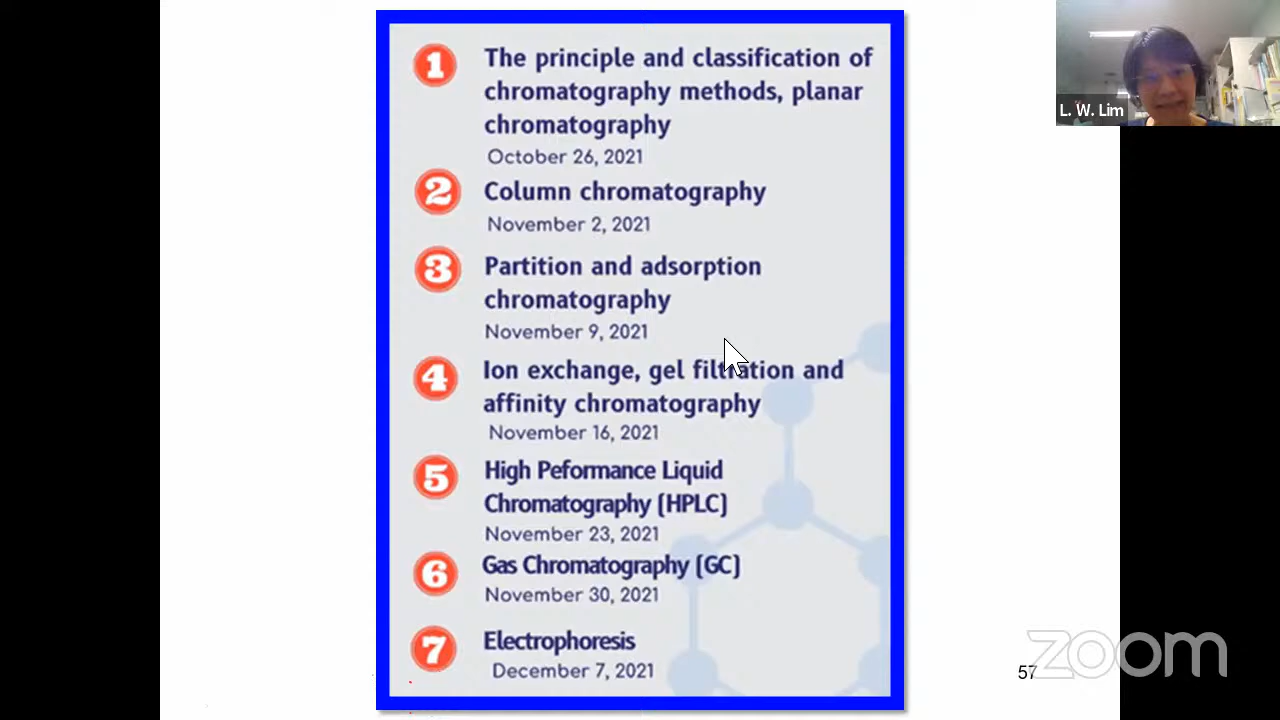 1
The principle and classification of
chromatography methods, planar
chromatography
October 26, 2021
2
Column chromatography
November 2, 2021
3
Partition and adsorption
chromatography
November 9, 2021
4
Ion exchange, gel filtration and
affinity chromatography
November 16, 2021
5
High Peformance Liquid
Chromatography (HPLC)
November 23, 2021
6
Gas Chromatography (GC)
November 30, 2021
7
Electrophoresis
December 7, 2021
L. W. Lim
57
zoom